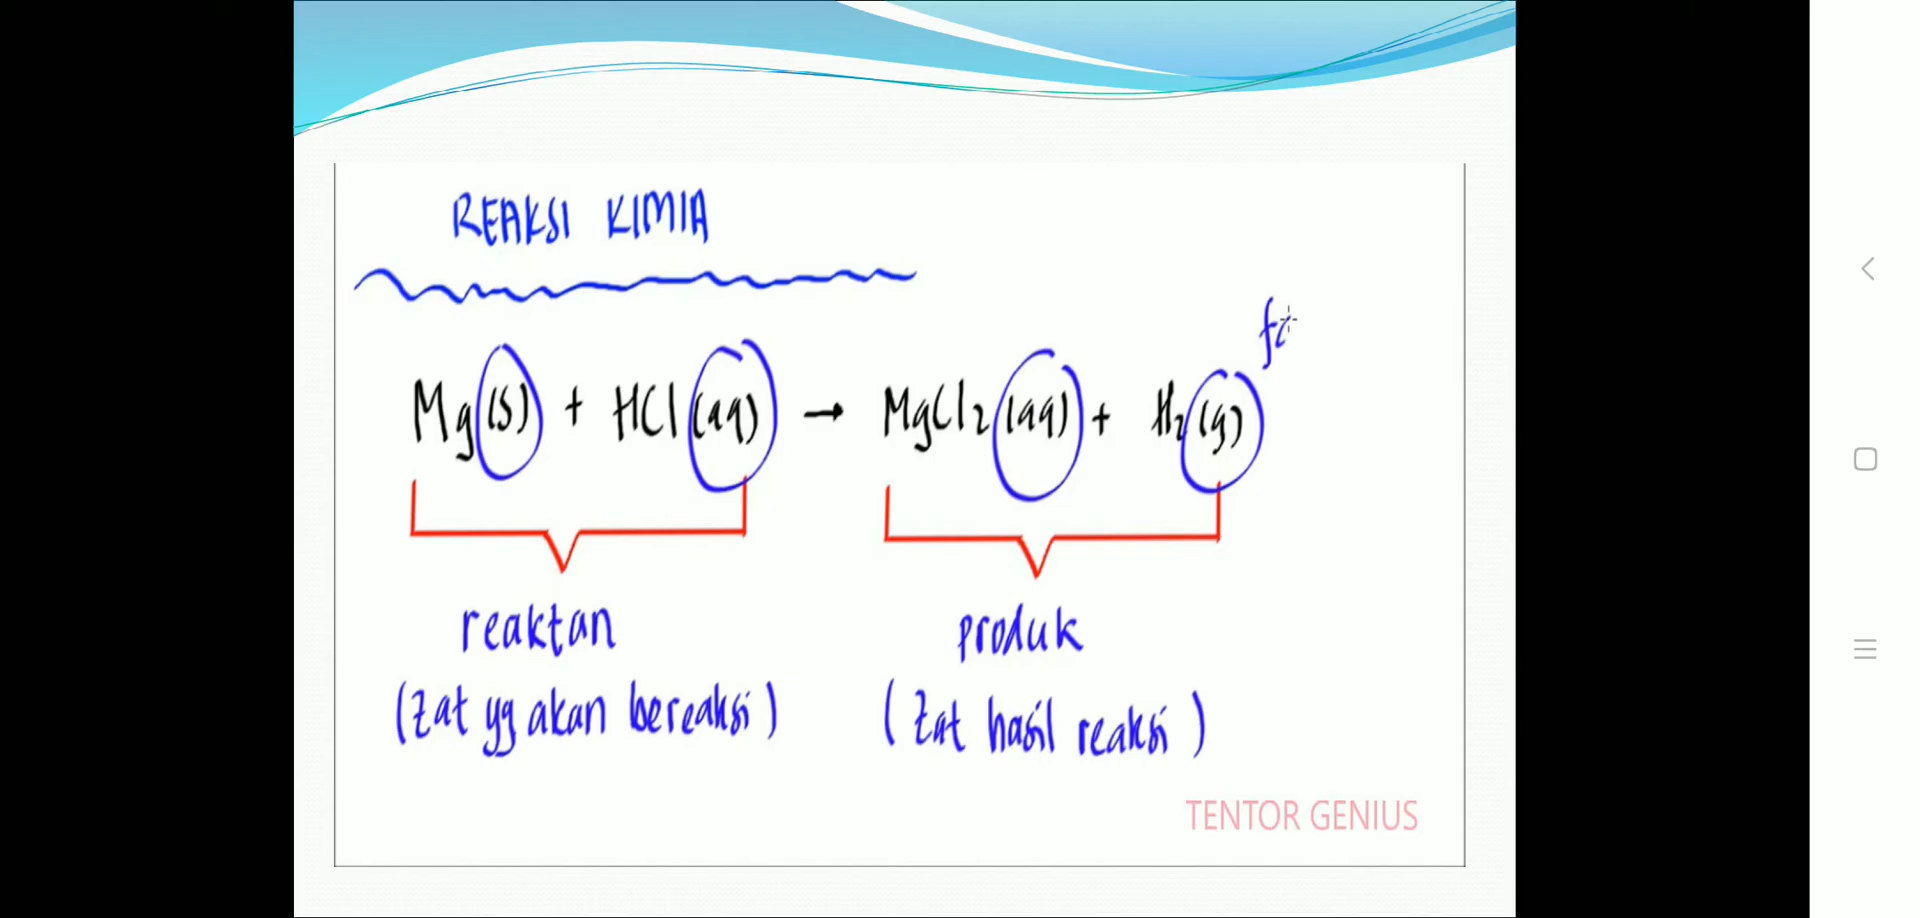 REAKSI KIMIA
fa
Mg(s) + HCl(aq) → MgCl2(aq) + H2(g)
reaktan produk
(Zat yg akan bereaksi) (Zat hasil reaksi)
TENTOR GENIUS